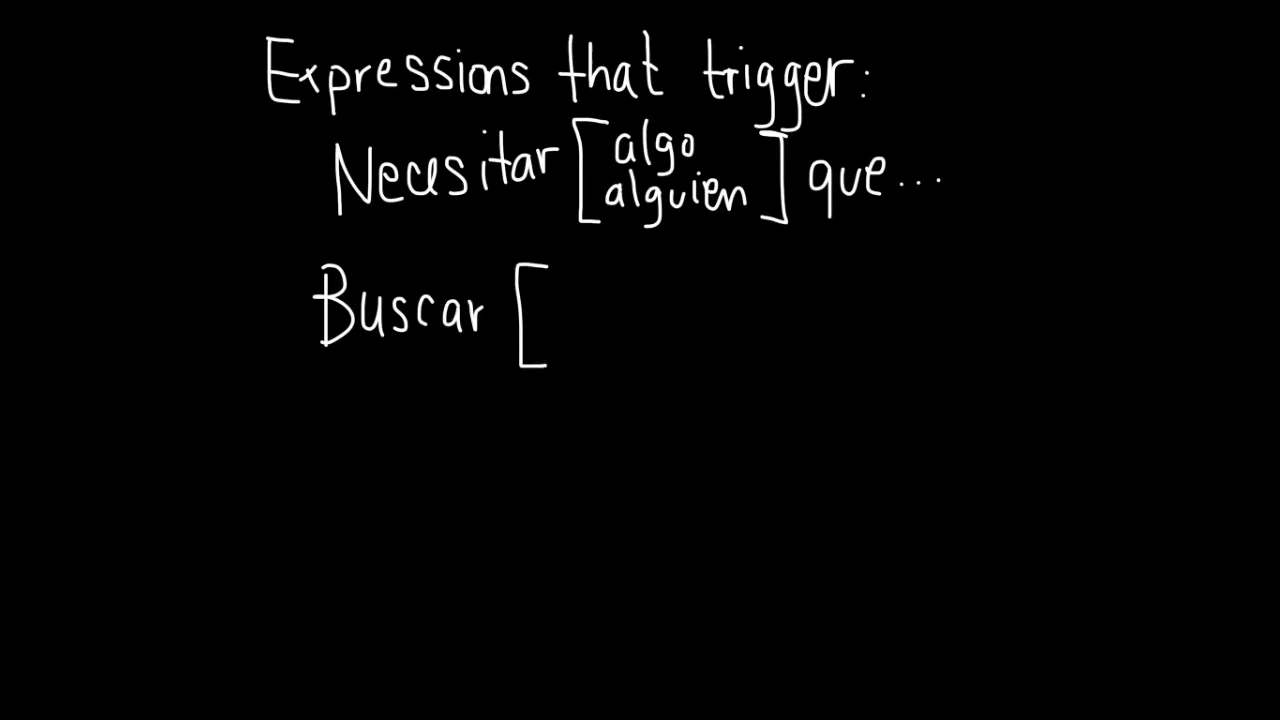 Expressions that trigger:
Necesitar [algo alguien] que...
Buscar [